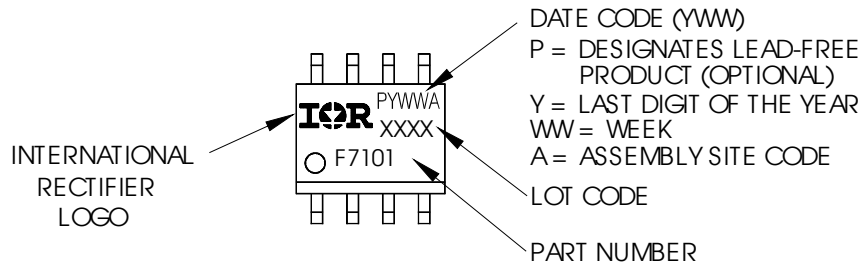 INTERNATIONAL
RECTIFIER
LOGO
IOR
PYWWA
XXXX
F7101
DATE CODE (YWW)
P = DESIGNATES LEAD-FREE
PRODUCT (OPTIONAL)
Y = LAST DIGIT OF THE YEAR
WW = WEEK
A = ASSEMBLY SITE CODE
LOT CODE
PART NUMBER